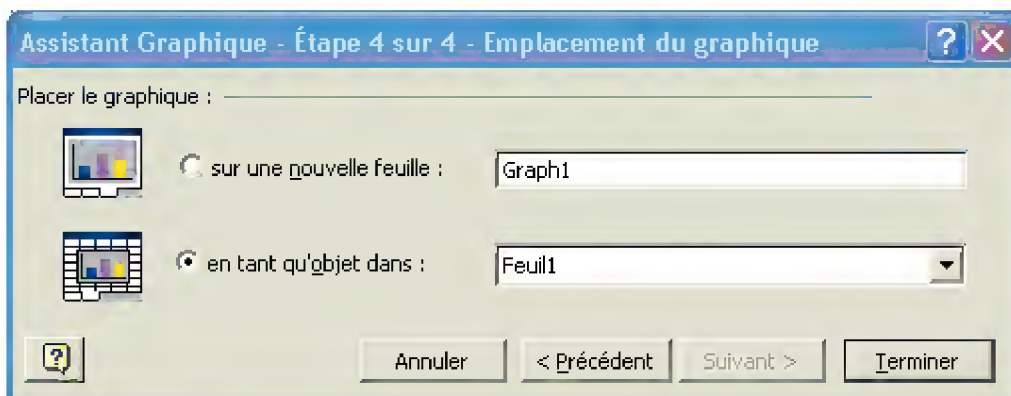 Assistant Graphique - Étape 4 sur 4 - Emplacement du graphique
Placer le graphique :
sur une nouvelle feuille : Graph1
en tant qu'objet dans : Feuil1
Annuler < Précédent Suivant > Terminer